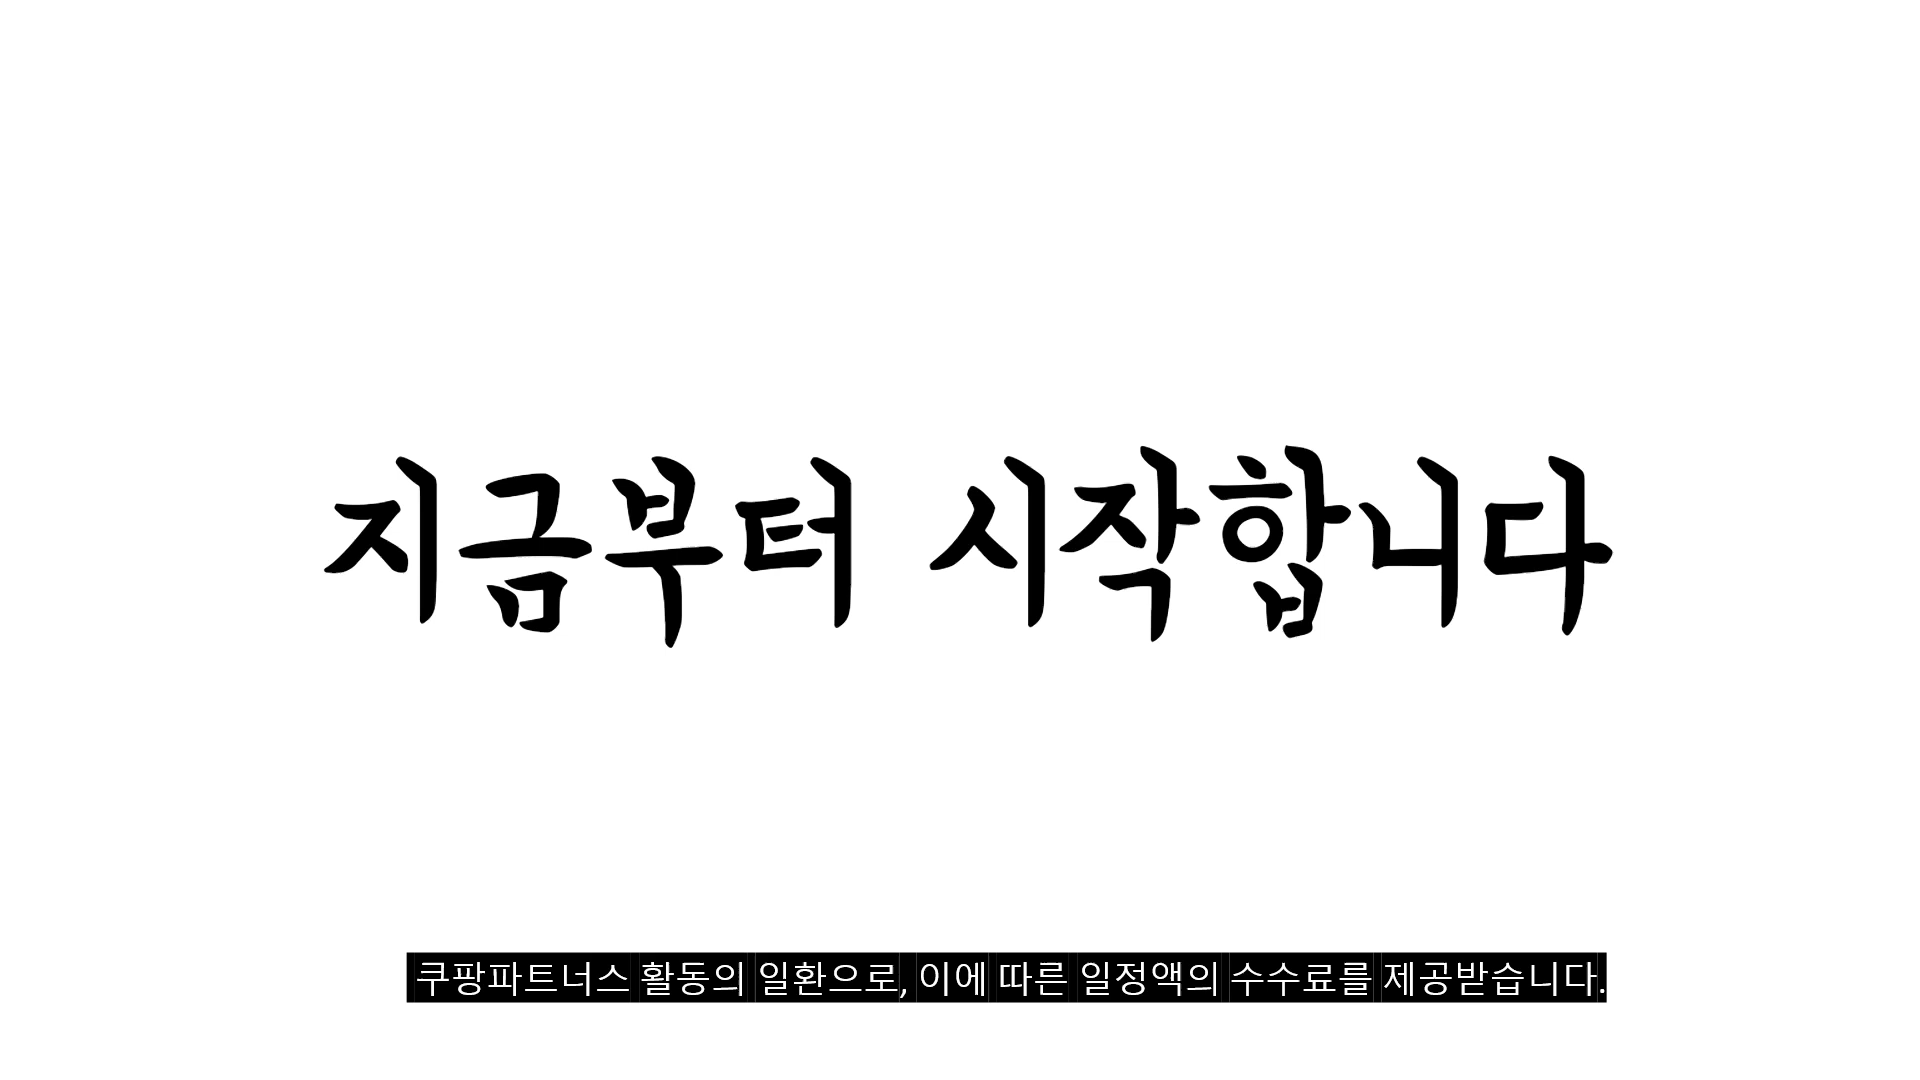 지금부터 시작합니다
쿠팡파트너스 활동의 일환으로, 이에 따른 일정액의 수수료를 제공받습니다.